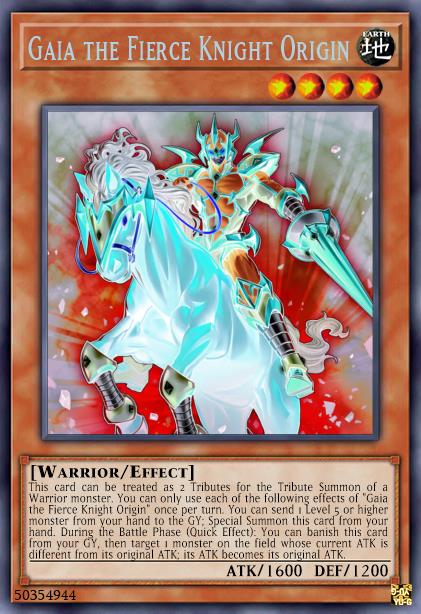 GAIA THE FIERCE KNIGHT ORIGIN
EARTH
地
[WARRIOR/EFFECT]
This card can be treated as 2 Tributes for the Tribute Summon of a
Warrior monster. You can only use each of the following effects of "Gaia
the Fierce Knight Origin" once per turn. You can send 1 Level 5 or higher
monster from your hand to the GY; Special Summon this card from your
hand. During the Battle Phase (Quick Effect): You can banish this card
from your GY, then target 1 monster on the field whose current ATK is
different from its original ATK; its ATK becomes its original ATK.
ATK/1600 DEF/1200
50354944